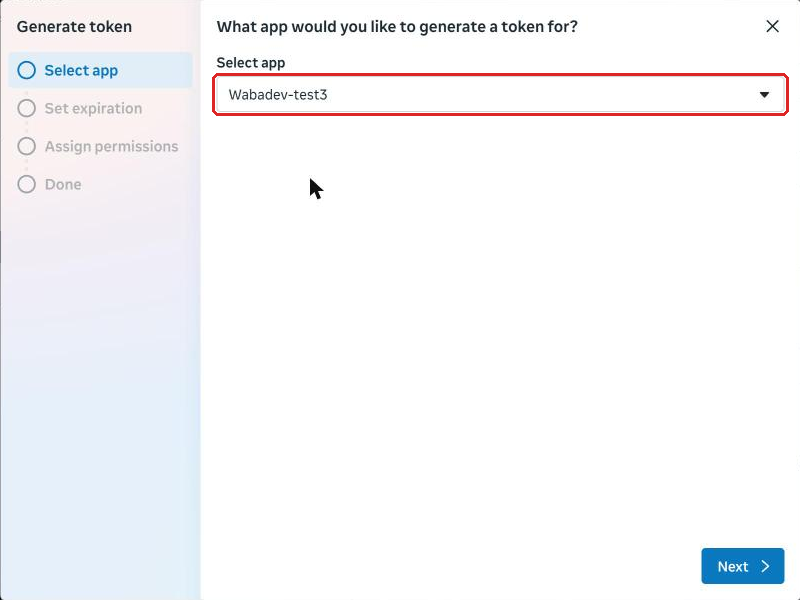 Generate token
Select app
Set expiration
Assign permissions
Done
What app would you like to generate a token for?
Select app
Wabadev-test3
Next